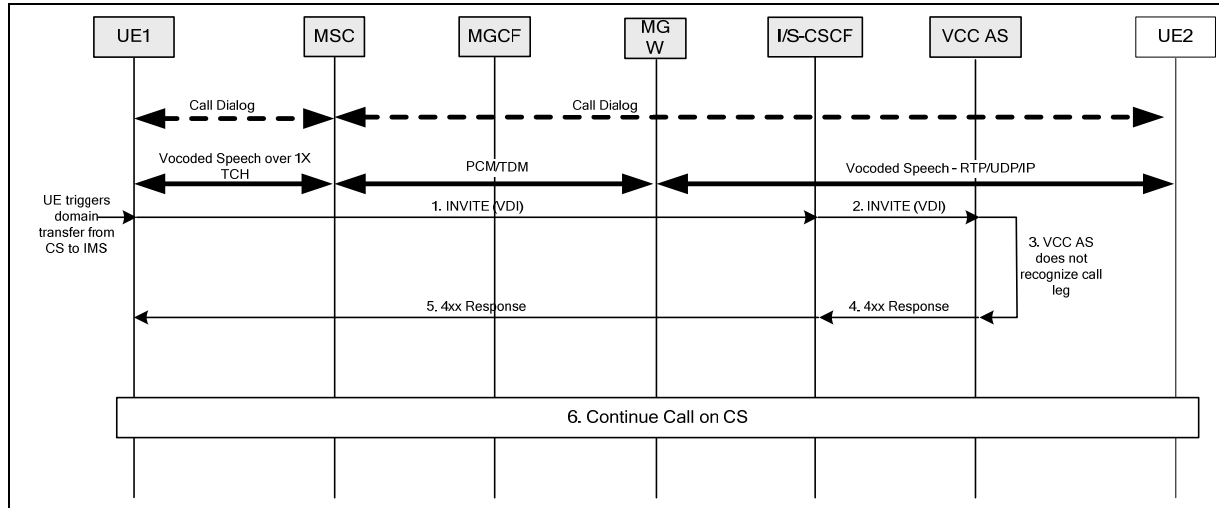 UE1
MSC
MGCF
MG
W
I/S-CSCF
VCC AS
UE2
Call Dialog
Call Dialog
Vocoded Speech over 1X
TCH
PCM/TDM
Vocoded Speech - RTP/UDP/IP
UE triggers
domain
transfer from
CS to IMS
1. INVITE (VDI)
2. INVITE (VDI)
3. VCC AS
does not
recognize call
leg
5. 4xx Response
4. 4xx Response
6. Continue Call on CS